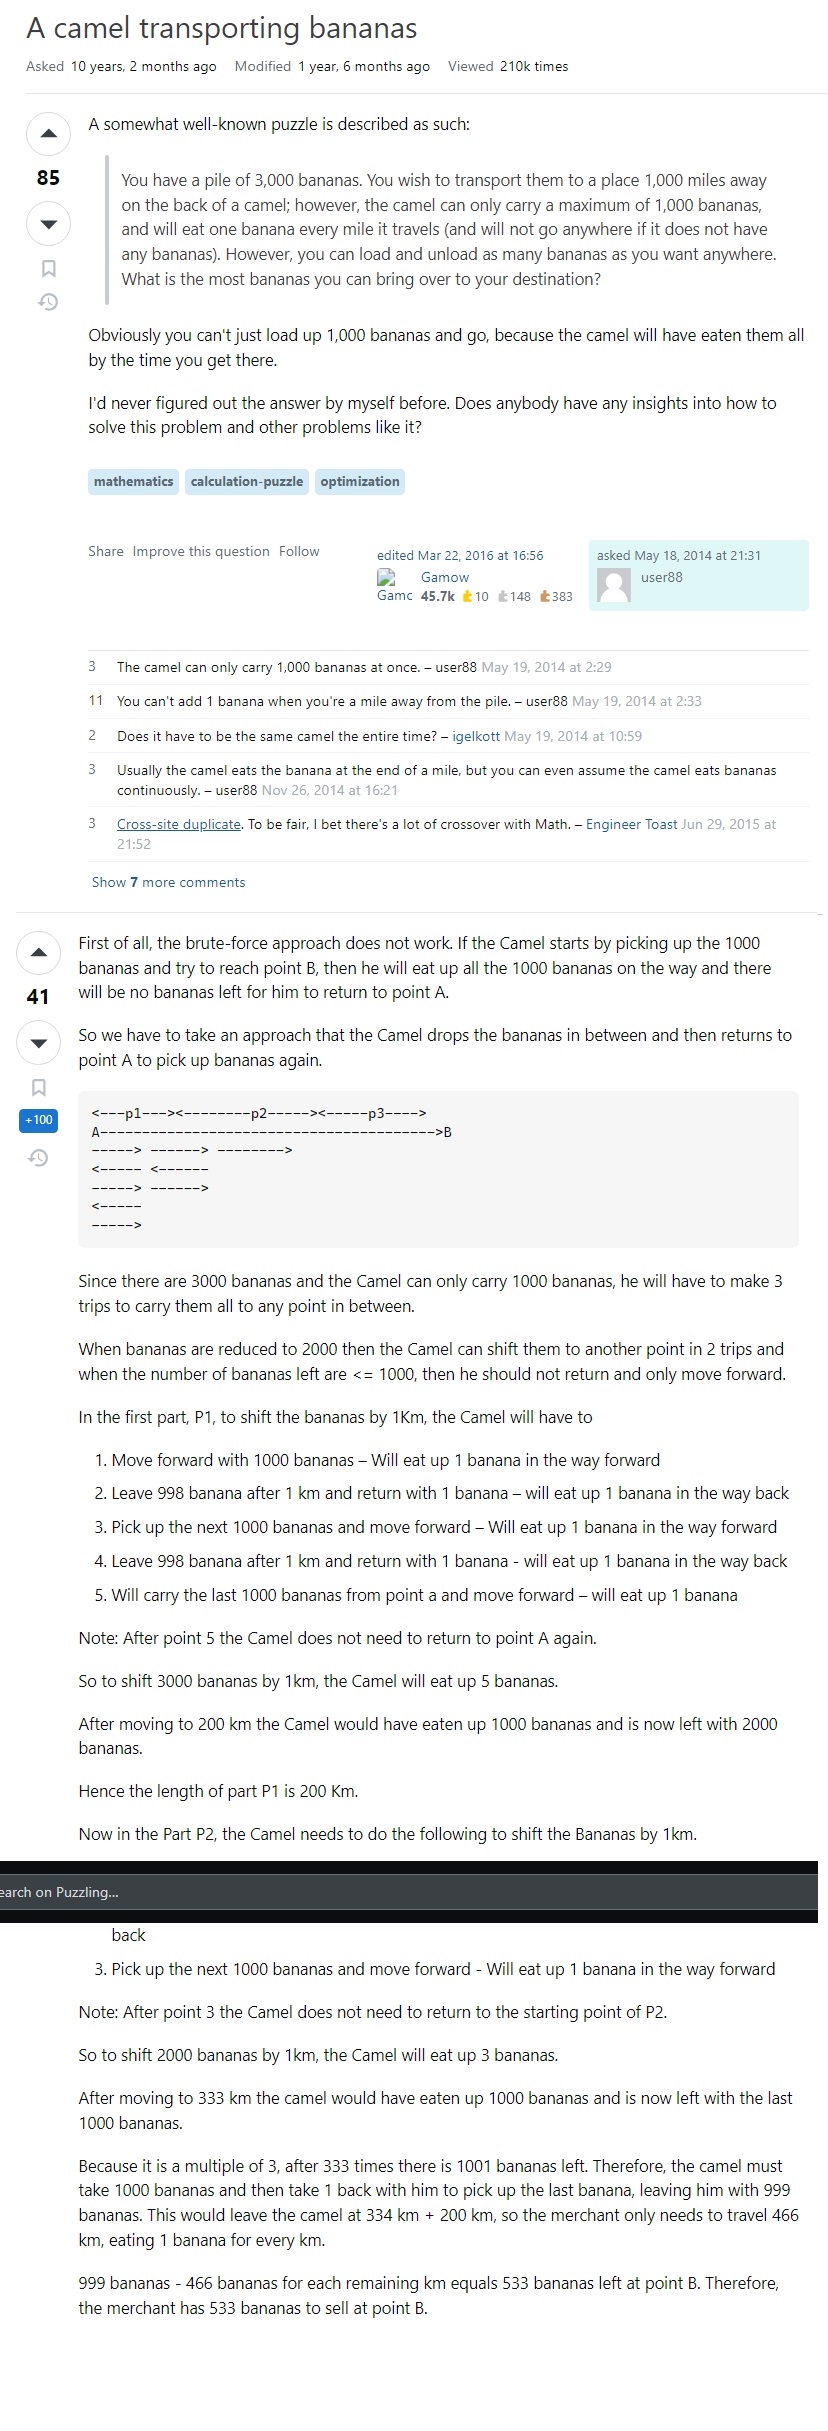 A camel transporting bananas
Asked 10 years, 2 months ago Modified 1 year, 6 months ago Viewed 210k times
A somewhat well-known puzzle is described as such:
85
You have a pile of 3,000 bananas. You wish to transport them to a place 1,000 miles away
on the back of a camel; however, the camel can only carry a maximum of 1,000 bananas,
and will eat one banana every mile it travels (and will not go anywhere if it does not have
any bananas). However, you can load and unload as many bananas as you want anywhere.
What is the most bananas you can bring over to your destination?
Obviously you can't just load up 1,000 bananas and go, because the camel will have eaten them all
by the time you get there.
I'd never figured out the answer by myself before. Does anybody have any insights into how to
solve this problem and other problems like it?
mathematics calculation-puzzle optimization
Share Improve this question Follow
edited Mar 22, 2016 at 16:56
Gamow
Gamc 45.7k 10 148 383
asked May 18, 2014 at 21:31
user88
3 The camel can only carry 1,000 bananas at once. – user88 May 19, 2014 at 2:29
11 You can't add 1 banana when you're a mile away from the pile. – user88 May 19, 2014 at 2:33
2 Does it have to be the same camel the entire time? – igelkott May 19, 2014 at 10:59
3 Usually the camel eats the banana at the end of a mile, but you can even assume the camel eats bananas
continuously. – user88 Nov 26, 2014 at 16:21
3 Cross-site duplicate. To be fair, I bet there's a lot of crossover with Math. – Engineer Toast Jun 29, 2015 at
21:52
Show 7 more comments
First of all, the brute-force approach does not work. If the Camel starts by picking up the 1000
bananas and try to reach point B, then he will eat up all the 1000 bananas on the way and there
will be no bananas left for him to return to point A.
41
So we have to take an approach that the Camel drops the bananas in between and then returns to
point A to pick up bananas again.
+100
<---p1---><--------p2-----><-----p3---->
A---------------------------------------->B
-----> ------> -------->
<----- <------
-----> ------>
<-----
----->
Since there are 3000 bananas and the Camel can only carry 1000 bananas, he will have to make 3
trips to carry them all to any point in between.
When bananas are reduced to 2000 then the Camel can shift them to another point in 2 trips and
when the number of bananas left are <= 1000, then he should not return and only move forward.
In the first part, P1, to shift the bananas by 1Km, the Camel will have to
1. Move forward with 1000 bananas – Will eat up 1 banana in the way forward
2. Leave 998 banana after 1 km and return with 1 banana – will eat up 1 banana in the way back
3. Pick up the next 1000 bananas and move forward – Will eat up 1 banana in the way forward
4. Leave 998 banana after 1 km and return with 1 banana - will eat up 1 banana in the way back
5. Will carry the last 1000 bananas from point a and move forward – will eat up 1 banana
Note: After point 5 the Camel does not need to return to point A again.
So to shift 3000 bananas by 1km, the Camel will eat up 5 bananas.
After moving to 200 km the Camel would have eaten up 1000 bananas and is now left with 2000
bananas.
Hence the length of part P1 is 200 Km.
Now in the Part P2, the Camel needs to do the following to shift the Bananas by 1km.
earch on Puzzling...
back
3. Pick up the next 1000 bananas and move forward - Will eat up 1 banana in the way forward
Note: After point 3 the Camel does not need to return to the starting point of P2.
So to shift 2000 bananas by 1km, the Camel will eat up 3 bananas.
After moving to 333 km the camel would have eaten up 1000 bananas and is now left with the last
1000 bananas.
Because it is a multiple of 3, after 333 times there is 1001 bananas left. Therefore, the camel must
take 1000 bananas and then take 1 back with him to pick up the last banana, leaving him with 999
bananas. This would leave the camel at 334 km + 200 km, so the merchant only needs to travel 466
km, eating 1 banana for every km.
999 bananas - 466 bananas for each remaining km equals 533 bananas left at point B. Therefore,
the merchant has 533 bananas to sell at point B.